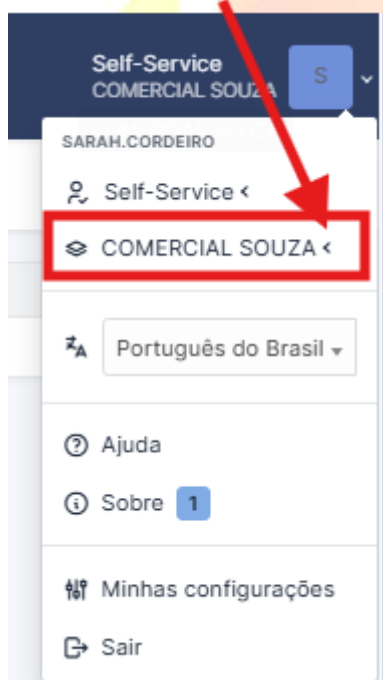 Self-Service
COMERCIAL SOUZA
S
SARAH.CORDEIRO
Self-Service
COMERCIAL SOUZA
Português do Brasil
Ajuda
Sobre 1
Minhas configurações
Sair